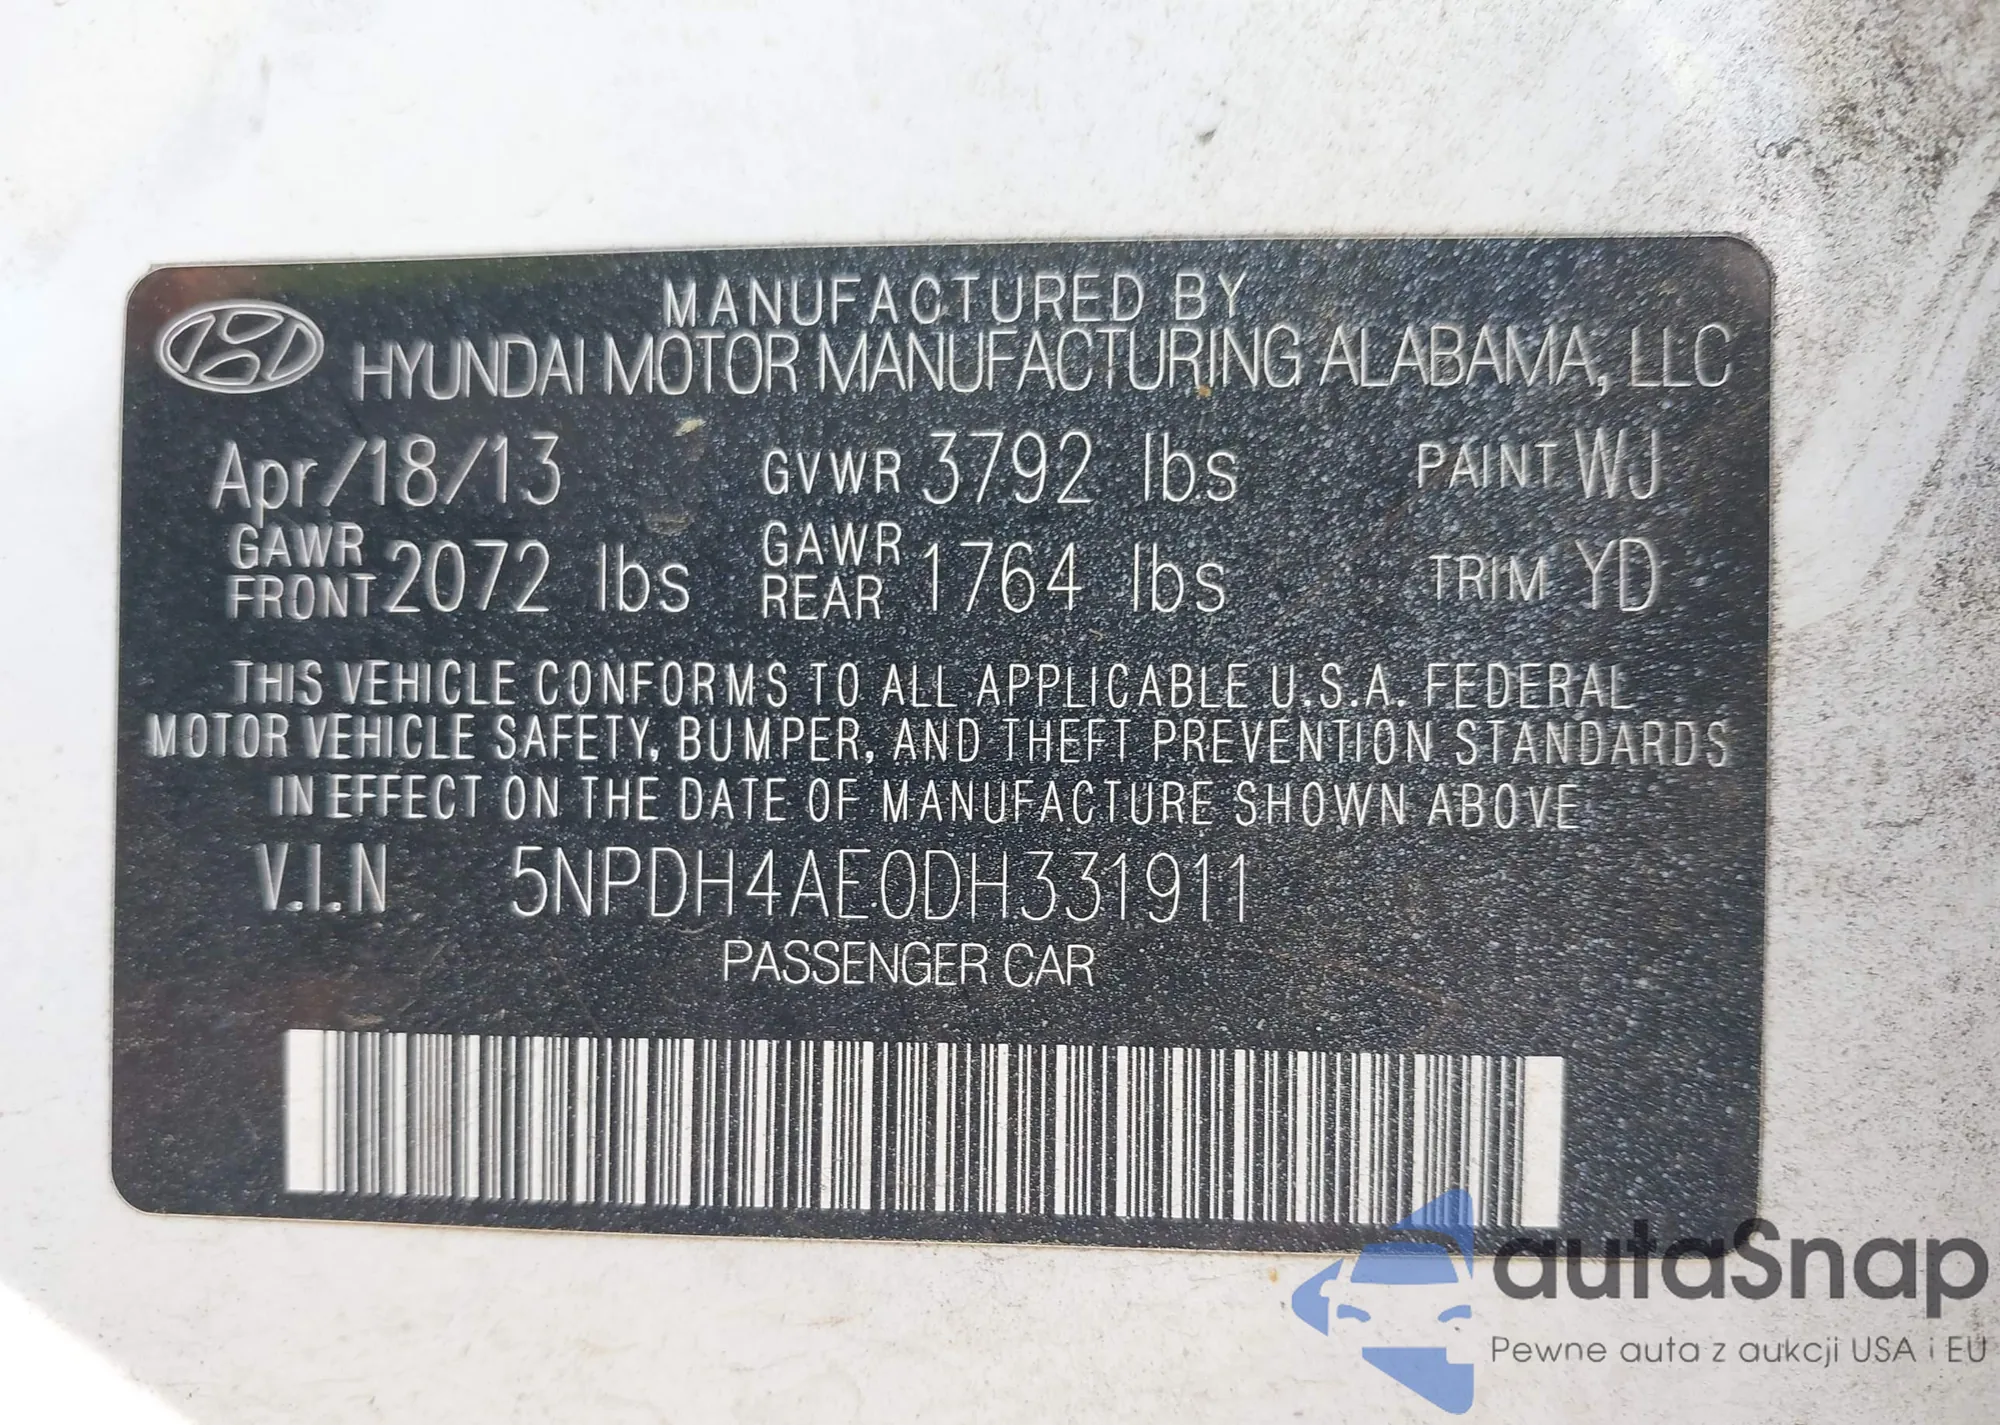 MANUFACTURED BY
HYUNDAI MOTOR MANUFACTURING ALABAMA, LLC
Apr/18/13 GVWR 3792 lbs PAINT WJ
GAWR FRONT 2072 lbs GAWR REAR 1764 lbs TRIM YD
THIS VEHICLE CONFORMS TO ALL APPLICABLE U.S.A. FEDERAL
MOTOR VEHICLE SAFETY, BUMPER, AND THEFT PREVENTION STANDARDS
IN EFFECT ON THE DATE OF MANUFACTURE SHOWN ABOVE
V.I.N 5NPDH4AE0DH331911
PASSENGER CAR
autaSnap
Pewne auta z aukcji USA i EU